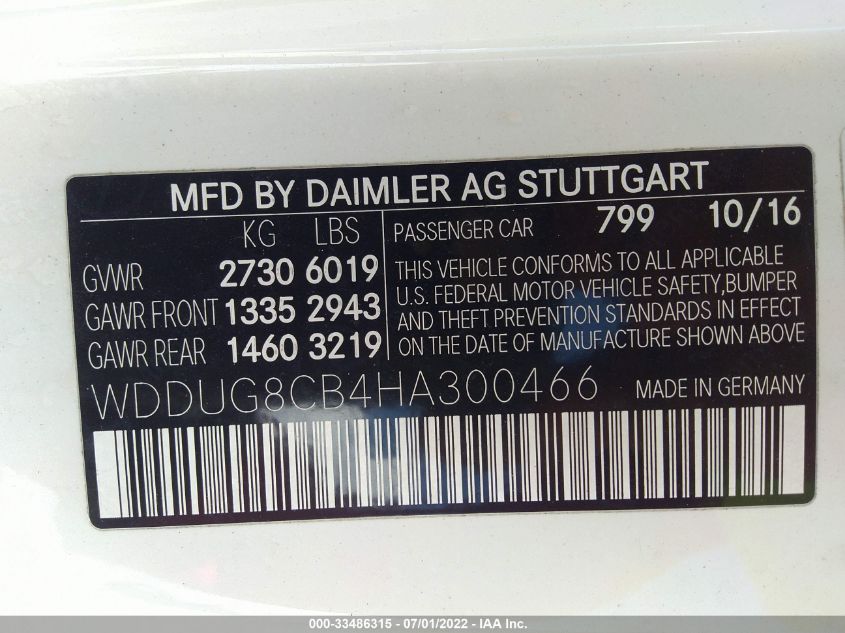 MFD BY DAIMLER AG STUTTGART
KG LBS
GVWR 2730 6019
GAWR FRONT 1335 2943
GAWR REAR 1460 3219
PASSENGER CAR 799 10/16
THIS VEHICLE CONFORMS TO ALL APPLICABLE
U.S. FEDERAL MOTOR VEHICLE SAFETY,BUMPER
AND THEFT PREVENTION STANDARDS IN EFFECT
ON THE DATE OF MANUFACTURE SHOWN ABOVE
WDDUG8CB4HA300466 MADE IN GERMANY
000-33486315 - 07/01/2022 - IAA Inc.